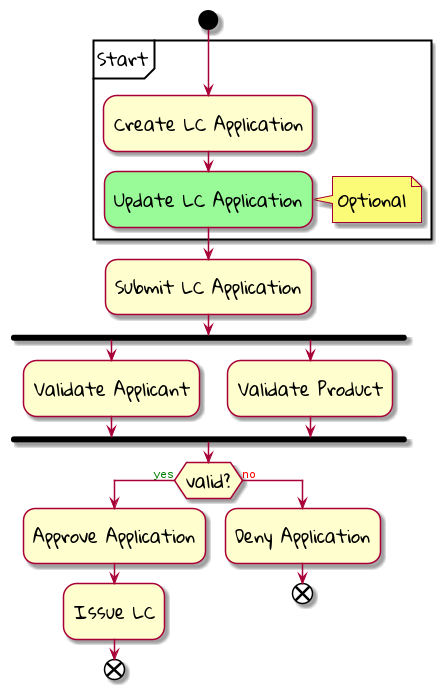 Start
Create LC Application
Update LC Application
Optional
Submit LC Application
Validate Applicant
Validate Product
yes
valid?
no
Approve Application
Deny Application
Issue LC